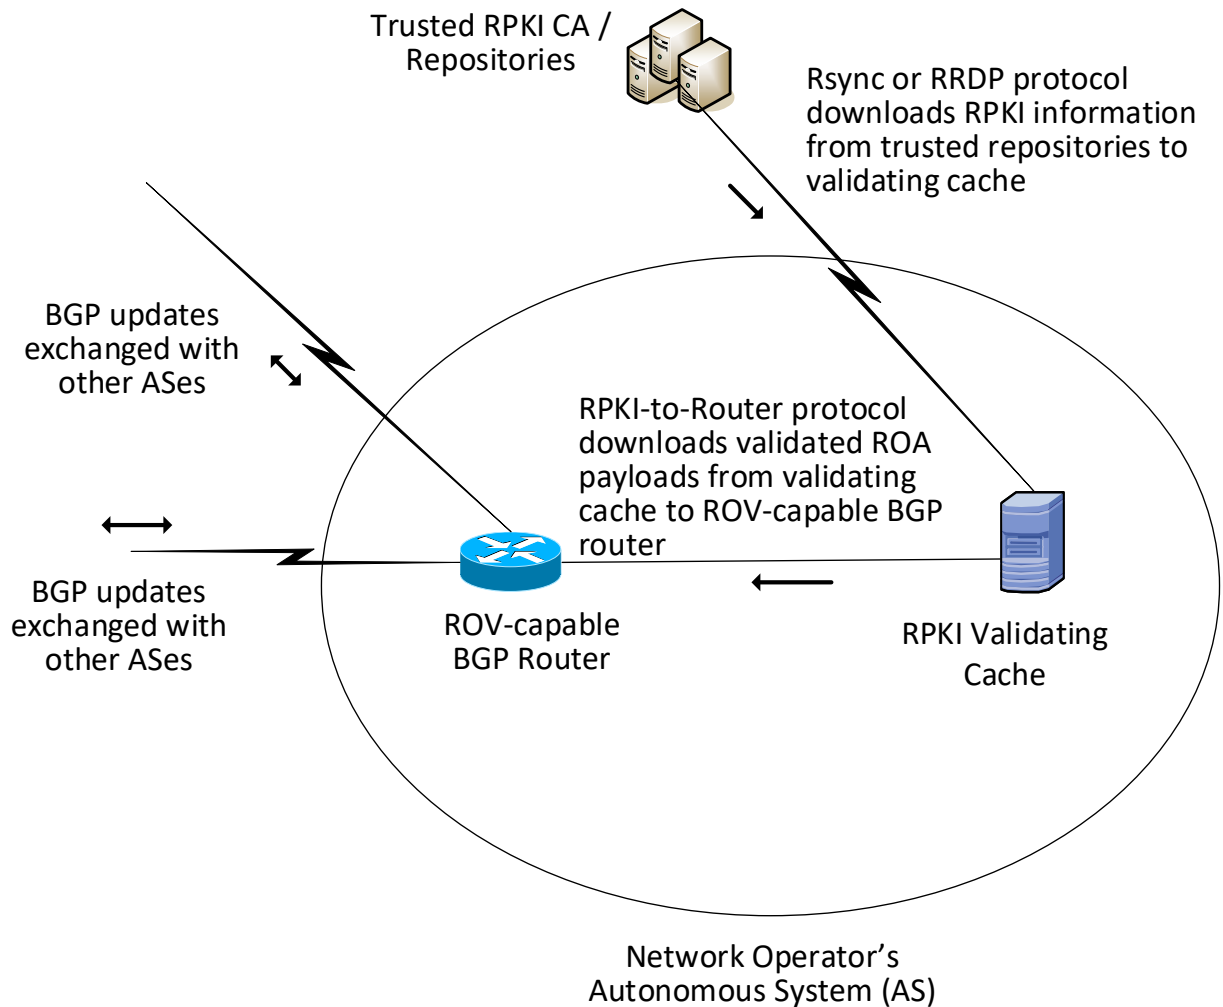 Trusted RPKI CA /
Repositories
Rsync or RRDP protocol
downloads RPKI information
from trusted repositories to
validating cache
BGP updates
exchanged with
other ASes
RPKI-to-Router protocol
downloads validated ROA
payloads from validating
cache to ROV-capable BGP
router
BGP updates
exchanged with
other ASes
ROV-capable
BGP Router
RPKI Validating
Cache
Network Operator’s
Autonomous System (AS)